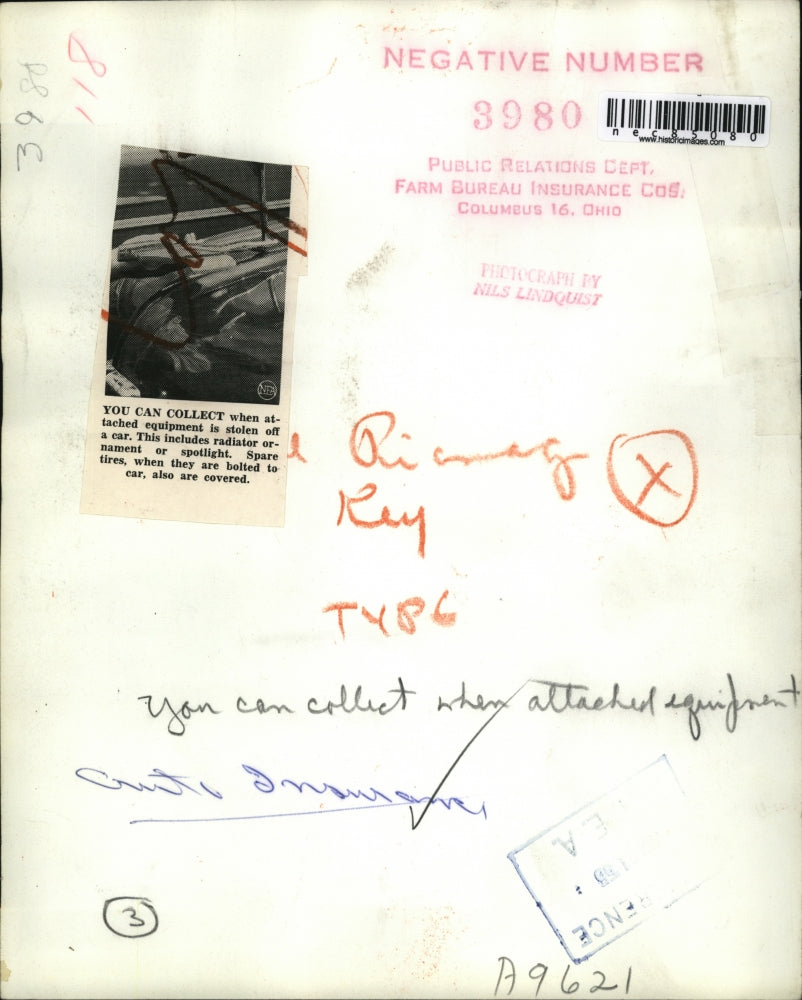 3980
118
NEGATIVE NUMBER
3980
nec85080
www.historicimages.com
PUBLIC RELATIONS DEPT.
FARM BUREAU INSURANCE COS.
COLUMBUS 16, OHIO
PHOTOGRAPH BY
NILS LINDQUIST
NEA
YOU CAN COLLECT when at-
tached equipment is stolen off
a car. This includes radiator or-
nament or spotlight. Spare
tires, when they are bolted to
car, also are covered.
Key
X
you can collect when attached equipment
Auto Insurance
3
E.A.
RENCE
A9621